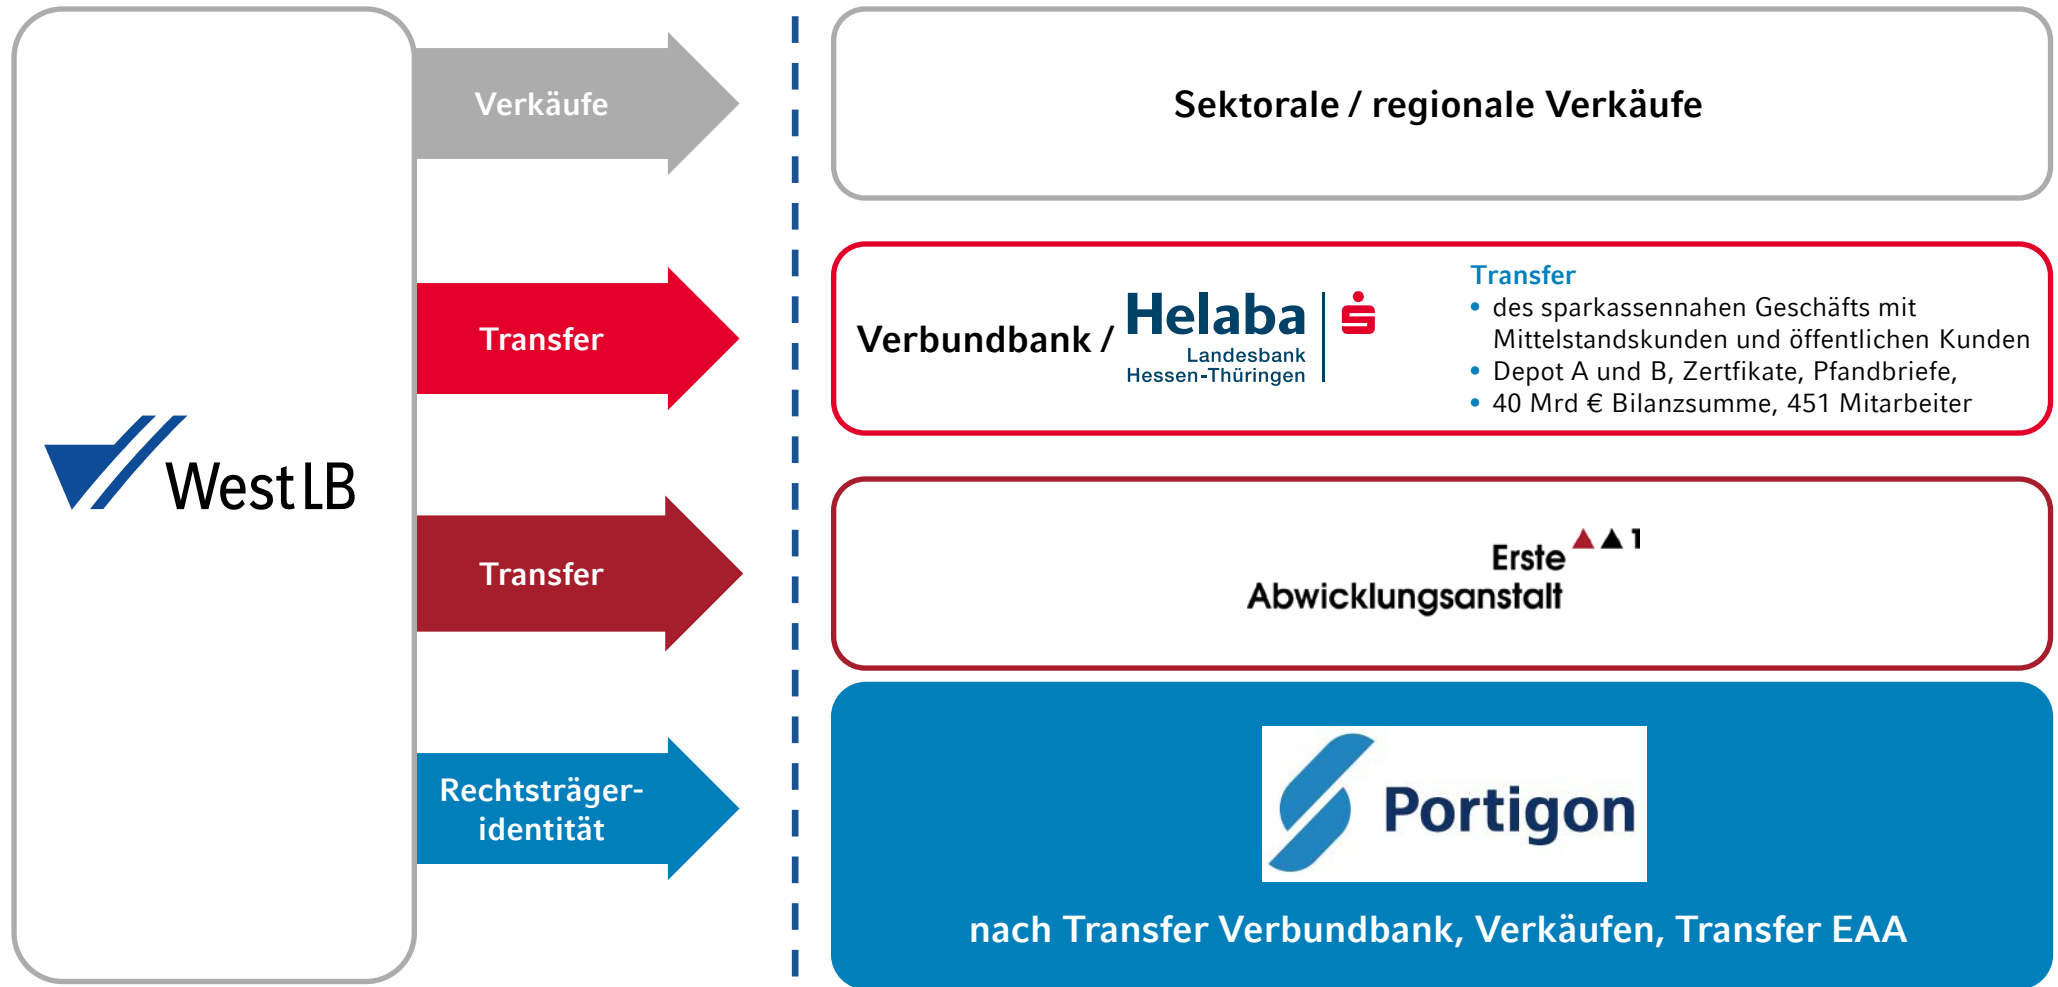 WestLB
Verkäufe
Sektorale / regionale Verkäufe
Transfer
Verbundbank /
Helaba
Landesbank
Hessen-Thüringen
Transfer
• des sparkassennahen Geschäfts mit
Mittelstandskunden und öffentlichen Kunden
• Depot A und B, Zertfikate, Pfandbriefe,
• 40 Mrd € Bilanzsumme, 451 Mitarbeiter
Transfer
Erste 1
Abwicklungsanstalt
Rechtsträger-
identität
Portigon
nach Transfer Verbundbank, Verkäufen, Transfer EAA